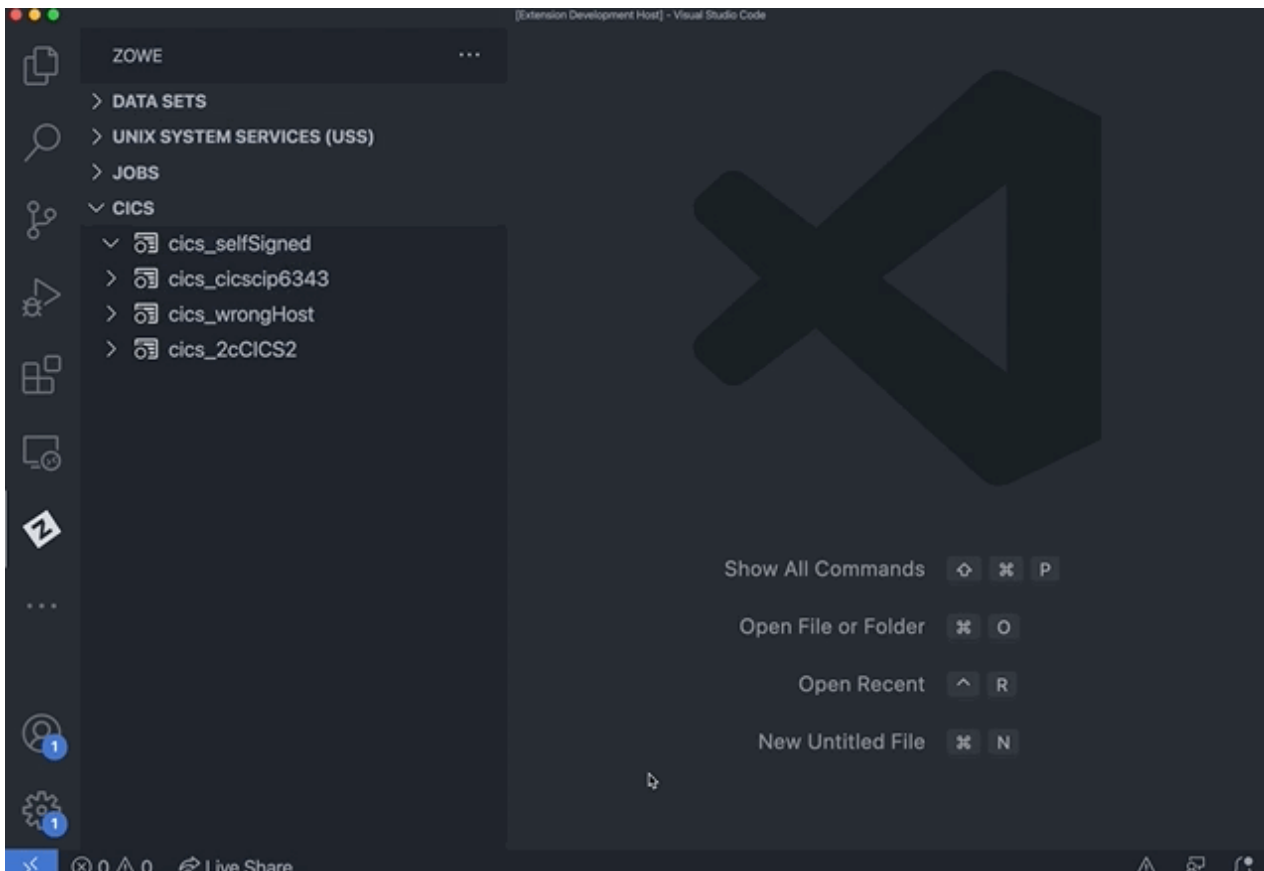 [Extension Development Host] - Visual Studio Code
ZOWE
DATA SETS
UNIX SYSTEM SERVICES (USS)
JOBS
CICS
cics_selfSigned
cics_cicscip6343
cics_wrongHost
cics_2cCICS2
Show All Commands ⇧ ⌘ P
Open File or Folder ⌘ O
Open Recent ^ R
New Untitled File ⌘ N
1
1
0 0 Live Share